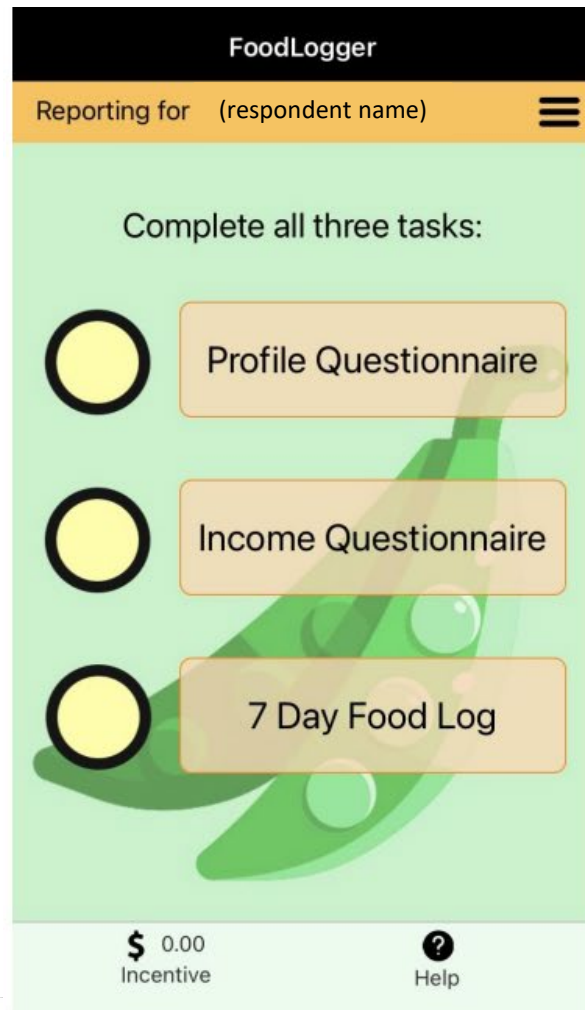 FoodLogger
Reporting for (respondent name)
Complete all three tasks:
Profile Questionnaire
Income Questionnaire
7 Day Food Log
$ 0.00
Incentive
?
Help